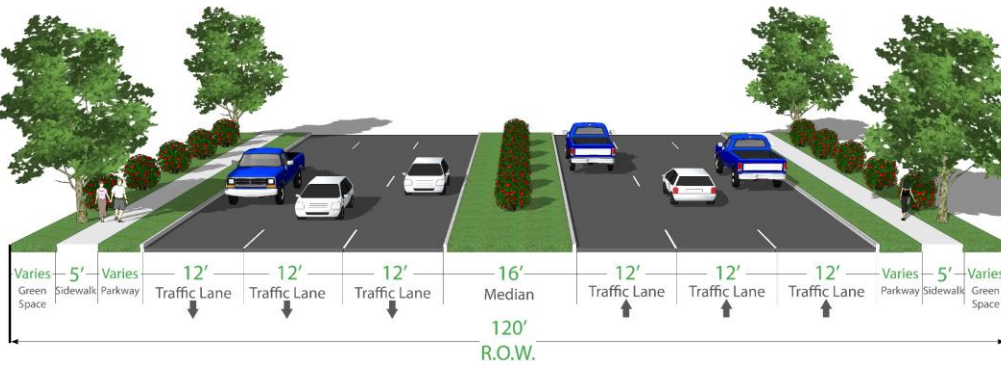 Varies 5' Varies 12' 12' 12' 16' 12' 12' 12' Varies 5' Varies
Green Space Sidewalk Parkway Traffic Lane Traffic Lane Traffic Lane Median Traffic Lane Traffic Lane Traffic Lane Parkway Sidewalk Green Space
120'
R.O.W.